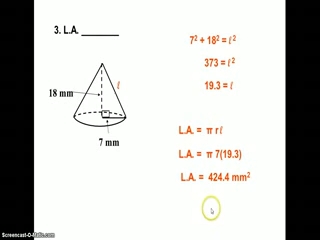 3. L.A. ________
7² + 18² = ℓ²
373 = ℓ²
19.3 = ℓ
ℓ
18 mm
7 mm
L.A. = π r ℓ
L.A. = π 7(19.3)
L.A. = 424.4 mm²
Screencast-O-Matic.com